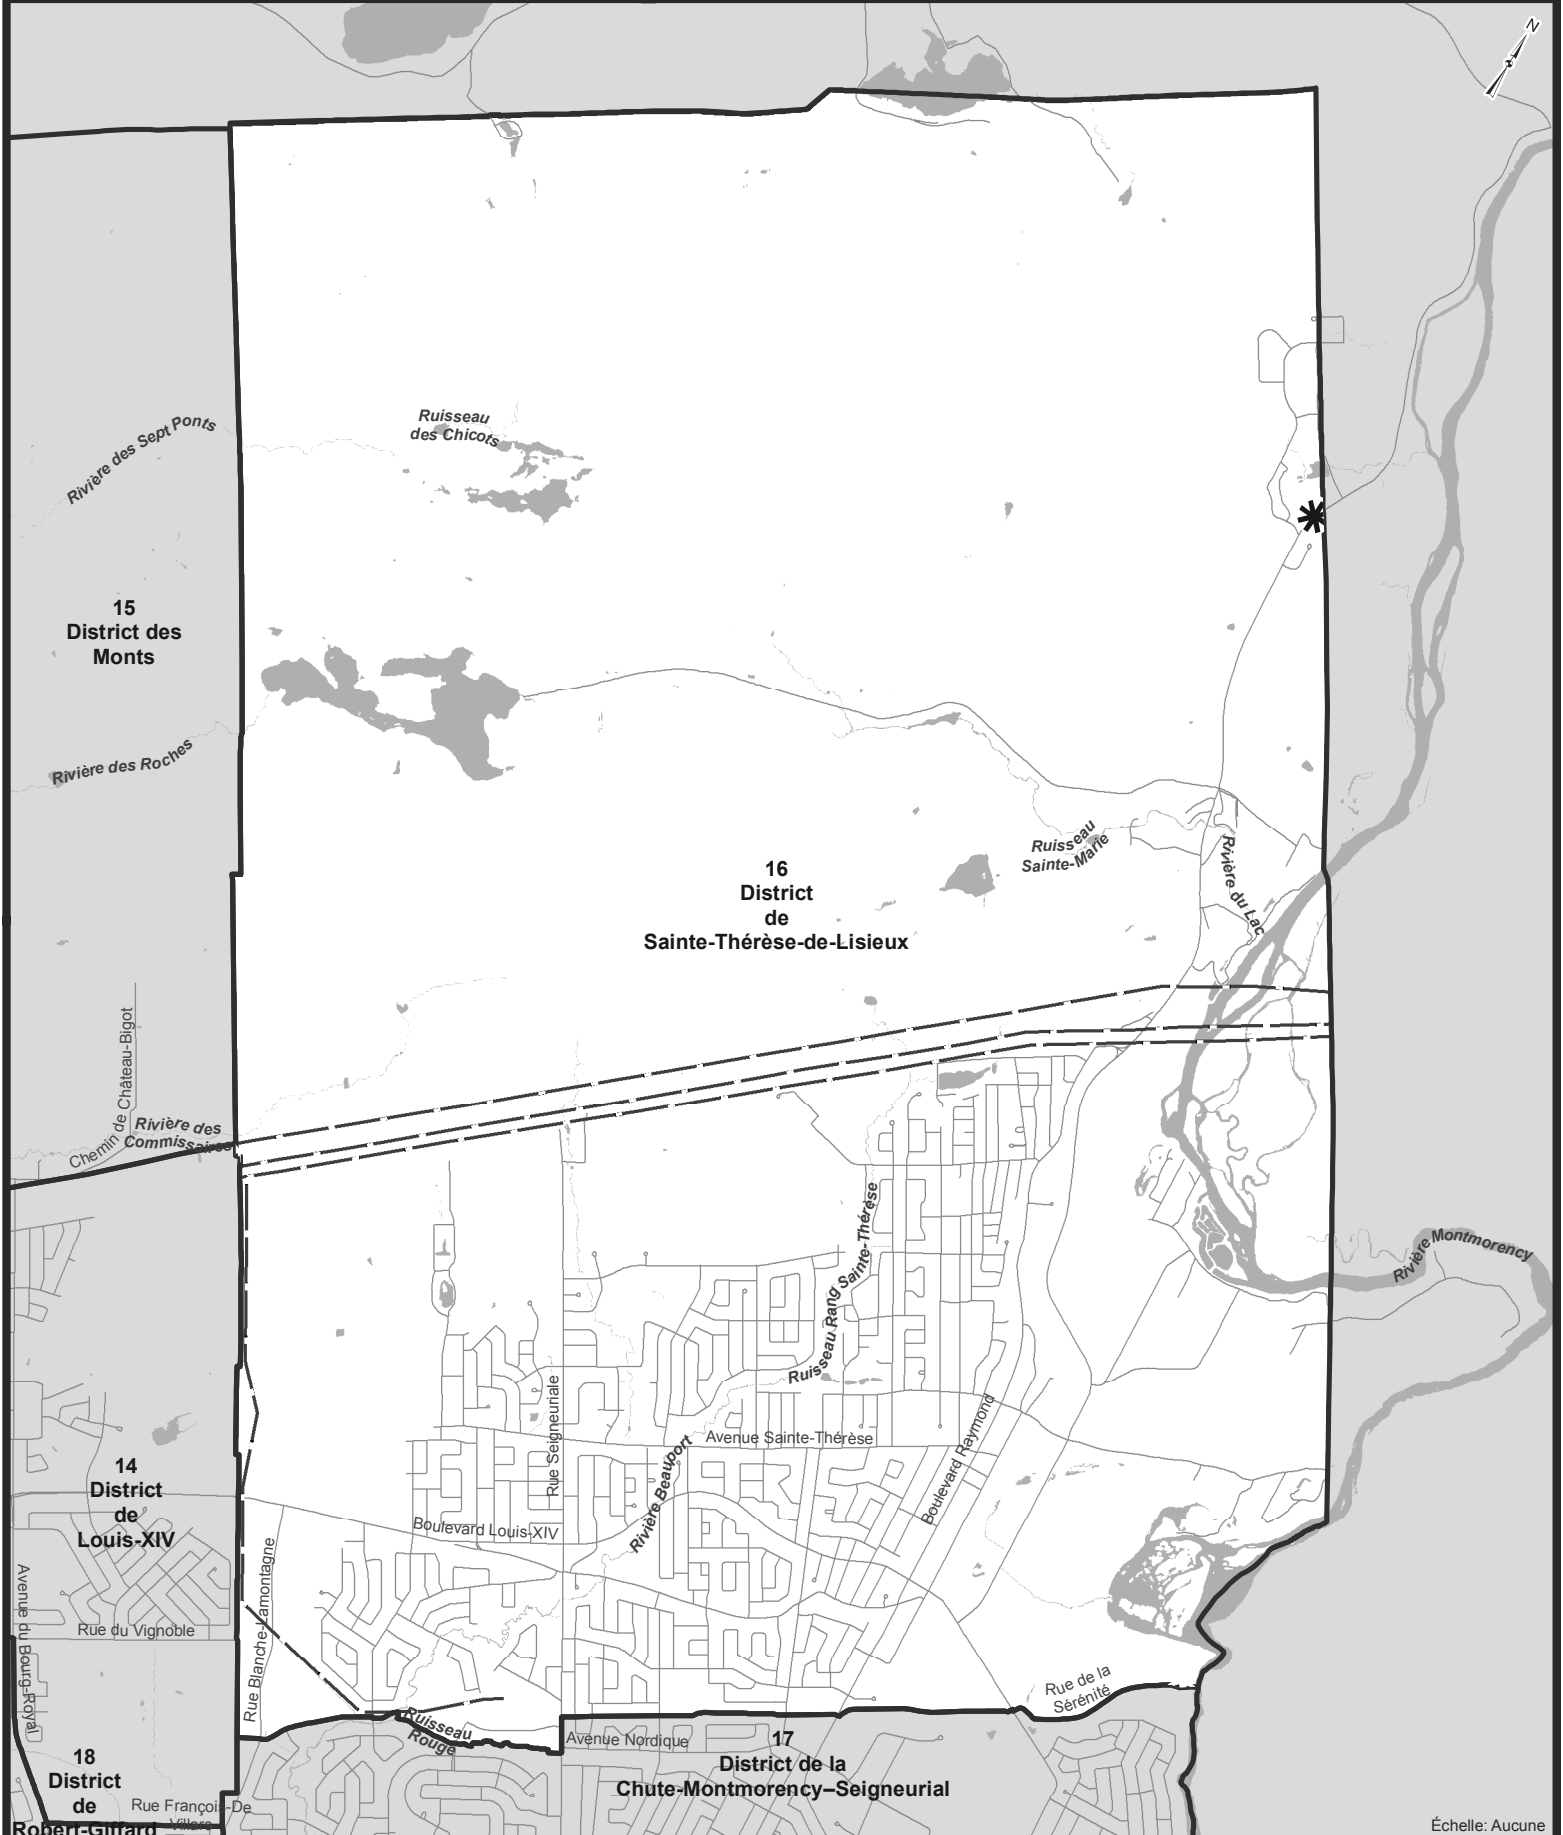 N
Ruisseau
des Chicots
Rivière des Sept Ponts
15
District des
Monts
Rivière des Roches
Ruisseau
Sainte-Marie
Rivière du Lac
16
District
de
Sainte-Thérèse-de-Lisieux
Chemin de Château-Bigot
Rivière des
Commissaires
Ruisseau Rang Sainte-Thérèse
Rivière Montmorency
Rue Seigneuriale
Boulevard Raymond
Avenue Sainte-Thérèse
Rivière Beauport
14
District
de
Louis-XIV
Boulevard Louis-XIV
Rue Blanche-Lamontagne
Avenue du Bourg-Royal
Rue du Vignoble
Rue de la
Sérénité
Ruisseau
Rouge
Avenue Nordique
17
District de la
Chute-Montmorency–Seigneurial
18
District
de
Robert-Giffard
Rue François-De
Villars
Échelle: Aucune